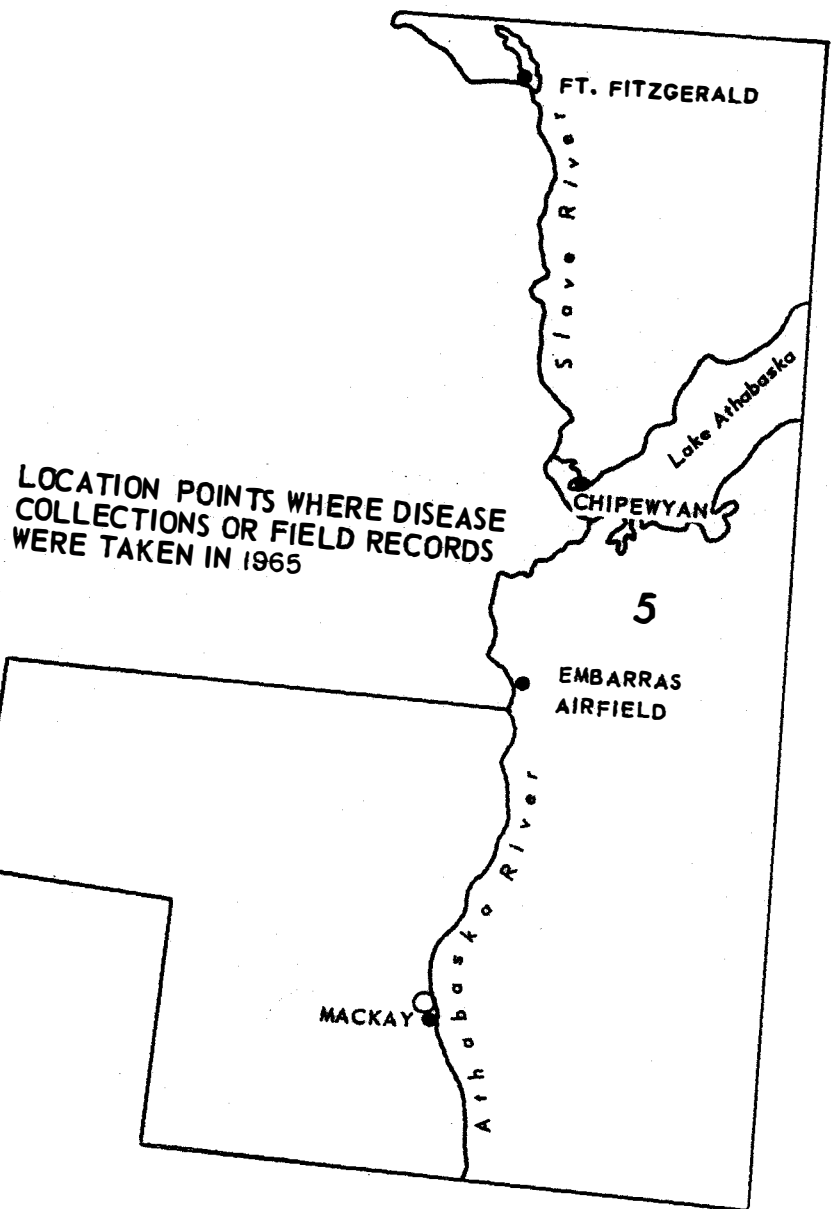 FT. FITZGERALD
Slave River
Lake Athabaska
LOCATION POINTS WHERE DISEASE
COLLECTIONS OR FIELD RECORDS
WERE TAKEN IN 1965
CHIPEWYAN
5
EMBARRAS
AIRFIELD
Athabaska River
MACKAY